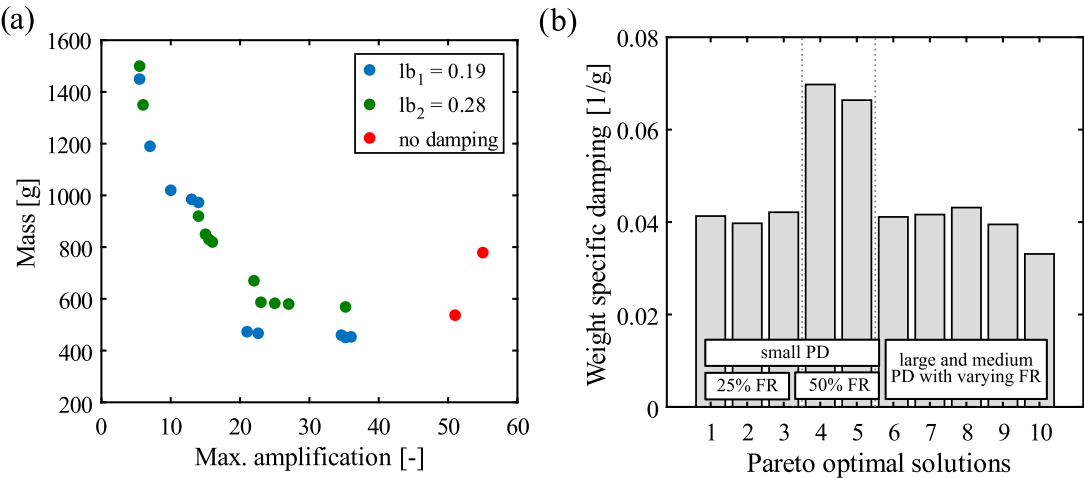 (a)
1600
1400
1200
1000
800
600
400
200
Mass [g]
0
10
20
30
40
50
60
Max. amplification [-]
lb1 = 0.19
lb2 = 0.28
no damping
(b)
0.08
0.06
0.04
0.02
0
Weight specific damping [1/g]
small PD
25% FR
50% FR
large and medium
PD with varying FR
1
2
3
4
5
6
7
8
9
10
Pareto optimal solutions